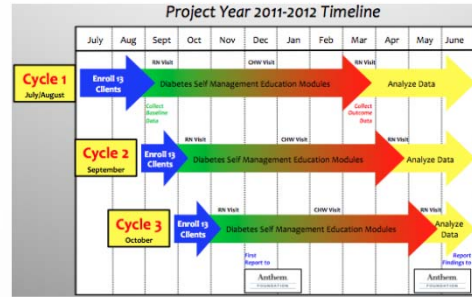 Project Year 2011-2012 Timeline
July Aug Sept Oct Nov Dec Jan Feb Mar Apr May June
Cycle 1
July/August
Enroll 13
Clients
RN Visit
CHW Visit
RN Visit
Diabetes Self Management Education Modules
Analyze Data
Collect
Baseline
Data
Collect
Outcome
Data
Cycle 2
September
Enroll 13
Clients
RN Visit
CHW Visit
RN Visit
Diabetes Self Management Education Modules
Analyze Data
Cycle 3
October
Enroll 13
Clients
RN Visit
CHW Visit
RN Visit
Diabetes Self Management Education Modules
Analyze
Data
First
Report to
Anthem
FOUNDATION
Report
Findings to
Anthem
FOUNDATION